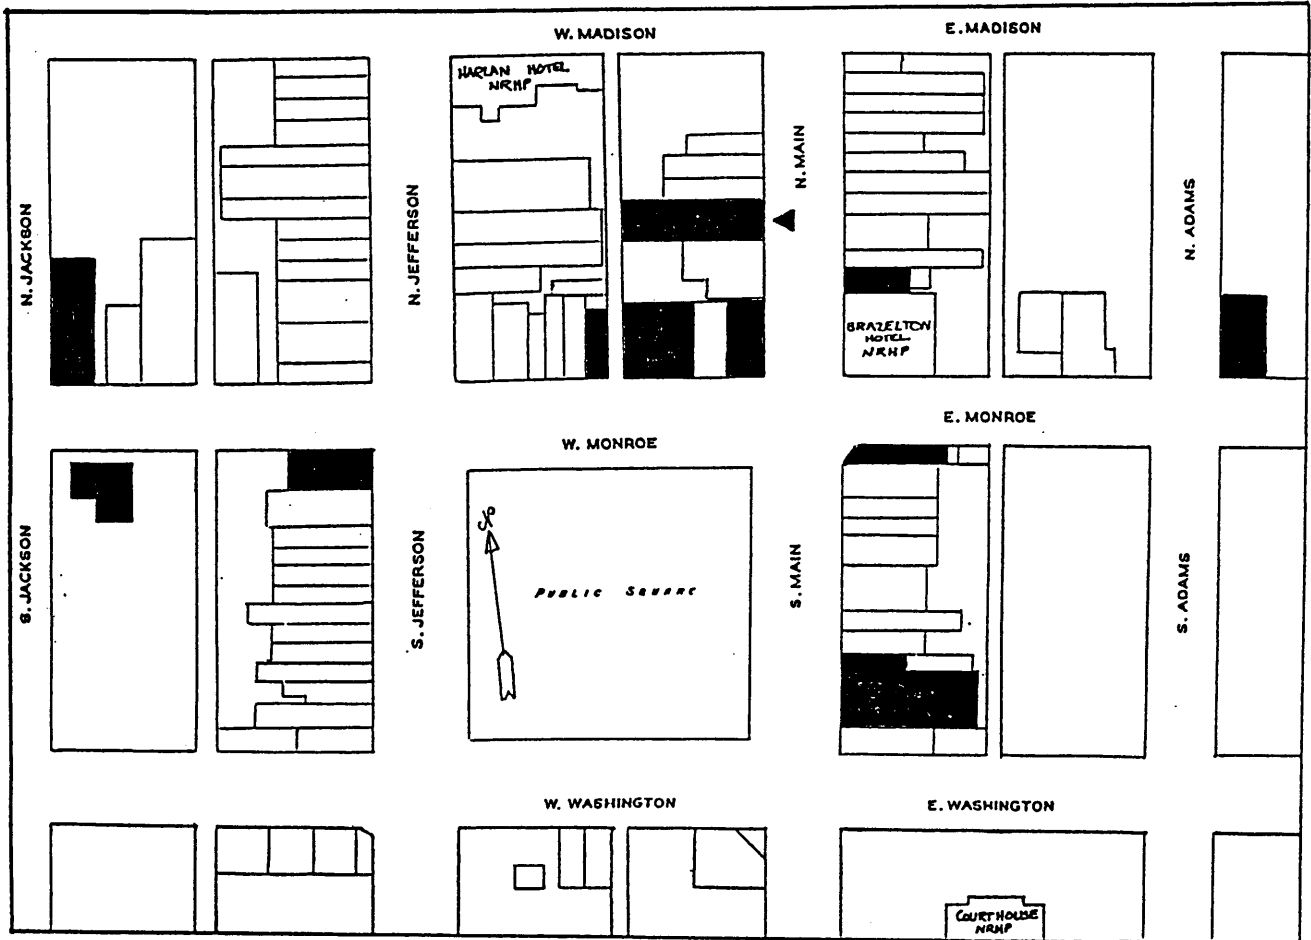 W. MADISON
E. MADISON
HARLAN HOTEL
NRHP
N. JACKSON
N. JEFFERSON
N. MAIN
N. ADAMS
BRAZELTON
HOTEL
NRHP
E. MONROE
W. MONROE
N
S. JACKSON
S. JEFFERSON
PUBLIC SQUARE
S. MAIN
S. ADAMS
W. WASHINGTON
E. WASHINGTON
COURTHOUSE
NRHP